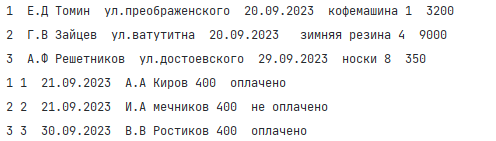 1 Е.Д Томин ул.преображенского 20.09.2023 кофемашина 1 3200
2 Г.В Зайцев ул.ватутитна 20.09.2023 зимняя резина 4 9000
3 А.Ф Решетников ул.достоевского 29.09.2023 носки 8 350
1 1 21.09.2023 А.А Киров 400 оплачено
2 2 21.09.2023 И.А мечников 400 не оплачено
3 3 30.09.2023 В.В Ростиков 400 оплачено